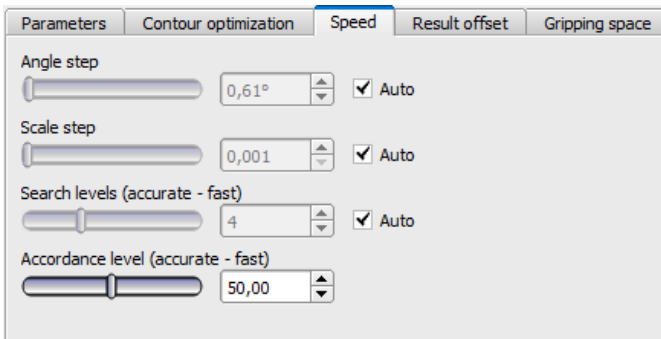 Parameters Contour optimization Speed Result offset Gripping space
Angle step
0,61° Auto
Scale step
0,001 Auto
Search levels (accurate - fast)
4 Auto
Accordance level (accurate - fast)
50,00